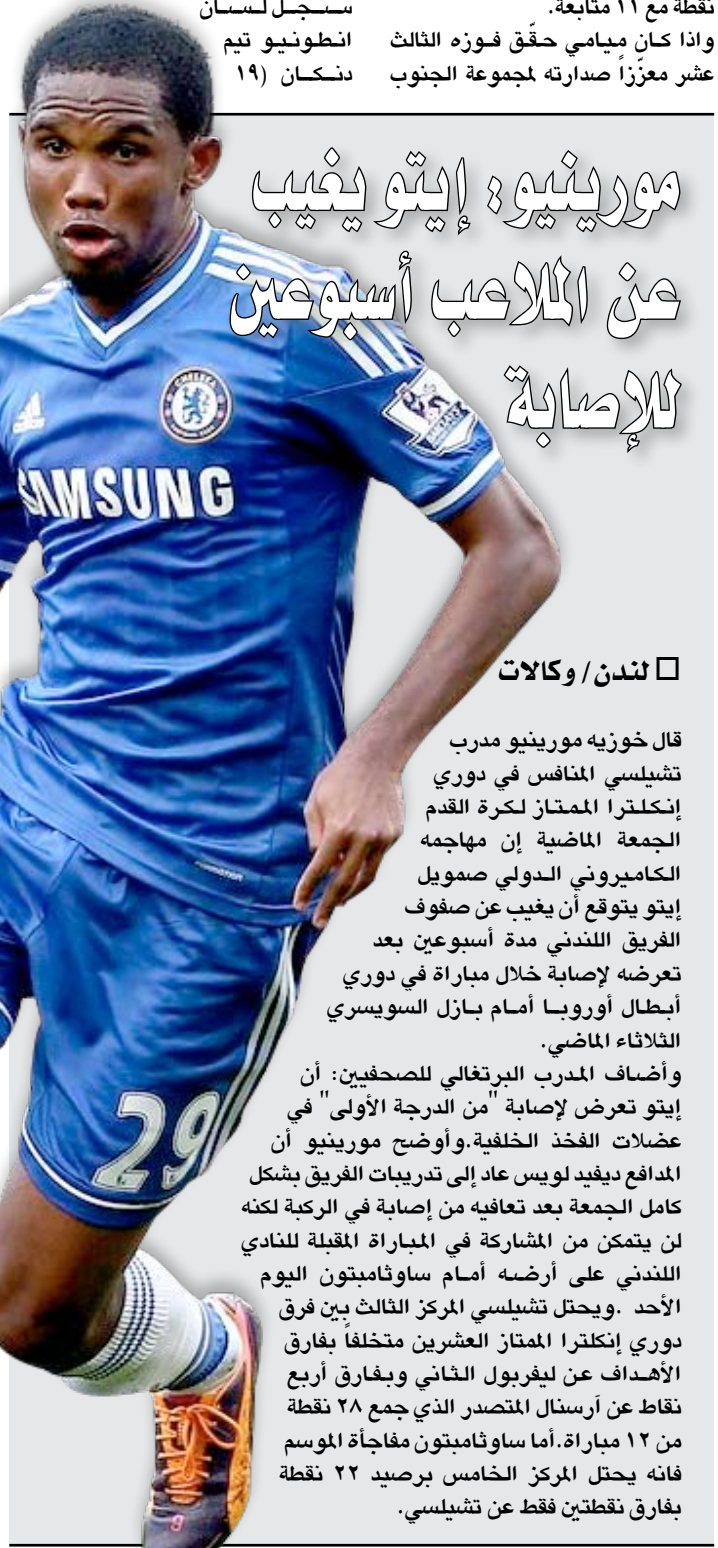 نقطة مع ١١ متابعة.
واذا كان ميامي حقّق فوزه الثالث
عشر معزّزاً صدارته لمجموعة الجنوب
سـجـل لـسـان
انطونيو تيم
دنـكـان (١٩
مورينيو: إيتو يغيب
عن الملاعب أسبوعين
للإصابة
□ لندن/ وكالات
قال خوزيه مورينيو مدرب
تشيلسي المنافس في دوري
إنكلترا الممتاز لكرة القدم
الجمعة الماضية إن مهاجمه
الكاميروني الدولي صمويل
إيتو يتوقع أن يغيب عن صفوف
الفريق اللندني مدة أسبوعين بعد
تعرضه لإصابة خلال مباراة في دوري
أبطال أوروبا أمام بازل السويسري
الثلاثاء الماضي.
وأضاف المدرب البرتغالي للصحفيين: أن
إيتو تعرض لإصابة "من الدرجة الأولى" في
عضلات الفخذ الخلفية.وأوضح مورينيو أن
المدافع ديفيد لويس عاد إلى تدريبات الفريق بشكل
كامل الجمعة بعد تعافيه من إصابة في الركبة لكنه
لن يتمكن من المشاركة في المباراة المقبلة للنادي
اللندني على أرضه أمام ساوثامبتون اليوم
الأحد .ويحتل تشيلسي المركز الثالث بين فرق
دوري إنكلترا الممتاز العشرين متخلفاً بفارق
الأهداف عن ليفربول الثاني وبفارق أربع
نقاط عن آرسنال المتصدر الذي جمع ٢٨ نقطة
من ١٢ مباراة.أما ساوثامبتون مفاجأة الموسم
فانه يحتل المركز الخامس برصيد ٢٢ نقطة
بفارق نقطتين فقط عن تشيلسي.
CHELSEA
adidas
SAMSUNG
FORMOTION
29
9